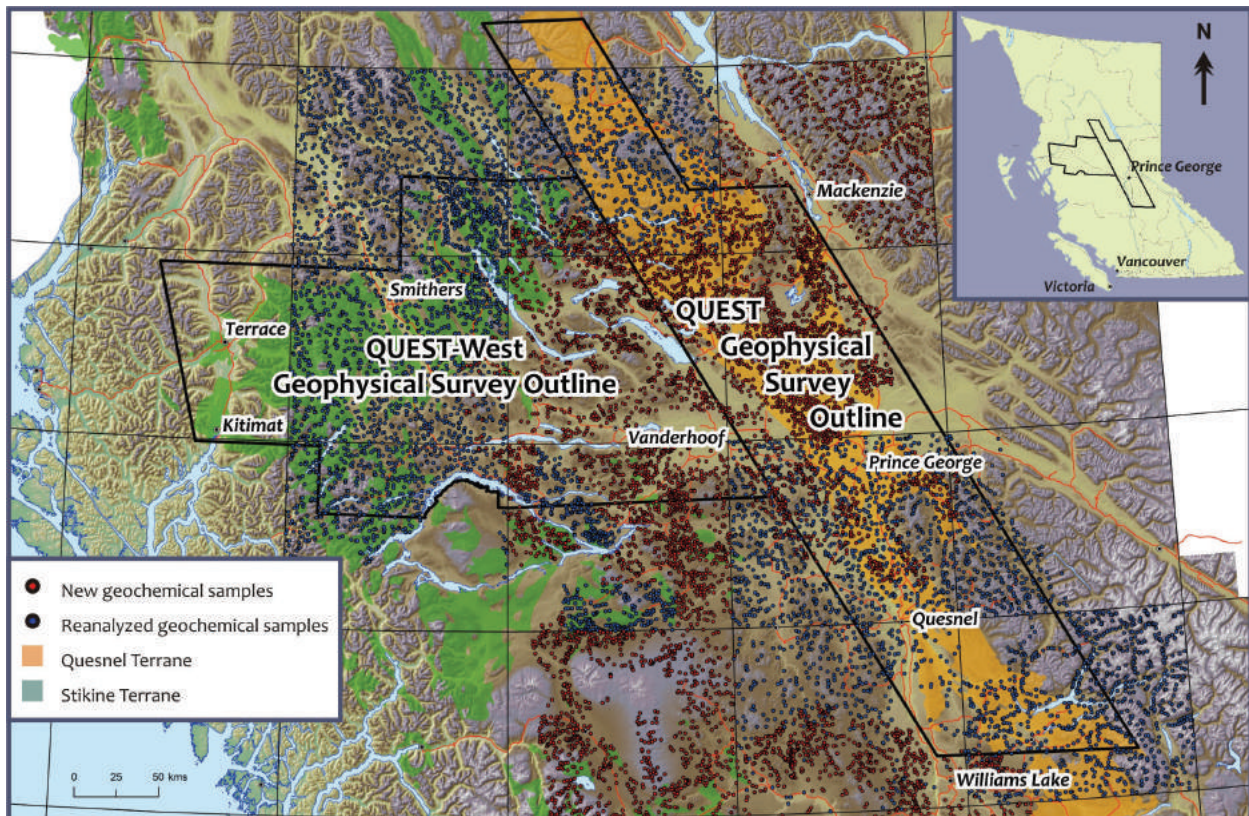 N
Prince George
Vancouver
Victoria
Mackenzie
Smithers
Terrace
QUEST-West
Geophysical Survey Outline
QUEST
Geophysical
Survey
Outline
Kitimat
Vanderhoof
Prince George
Quesnel
Williams Lake
New geochemical samples
Reanalyzed geochemical samples
Quesnel Terrane
Stikine Terrane
0 25 50 kms